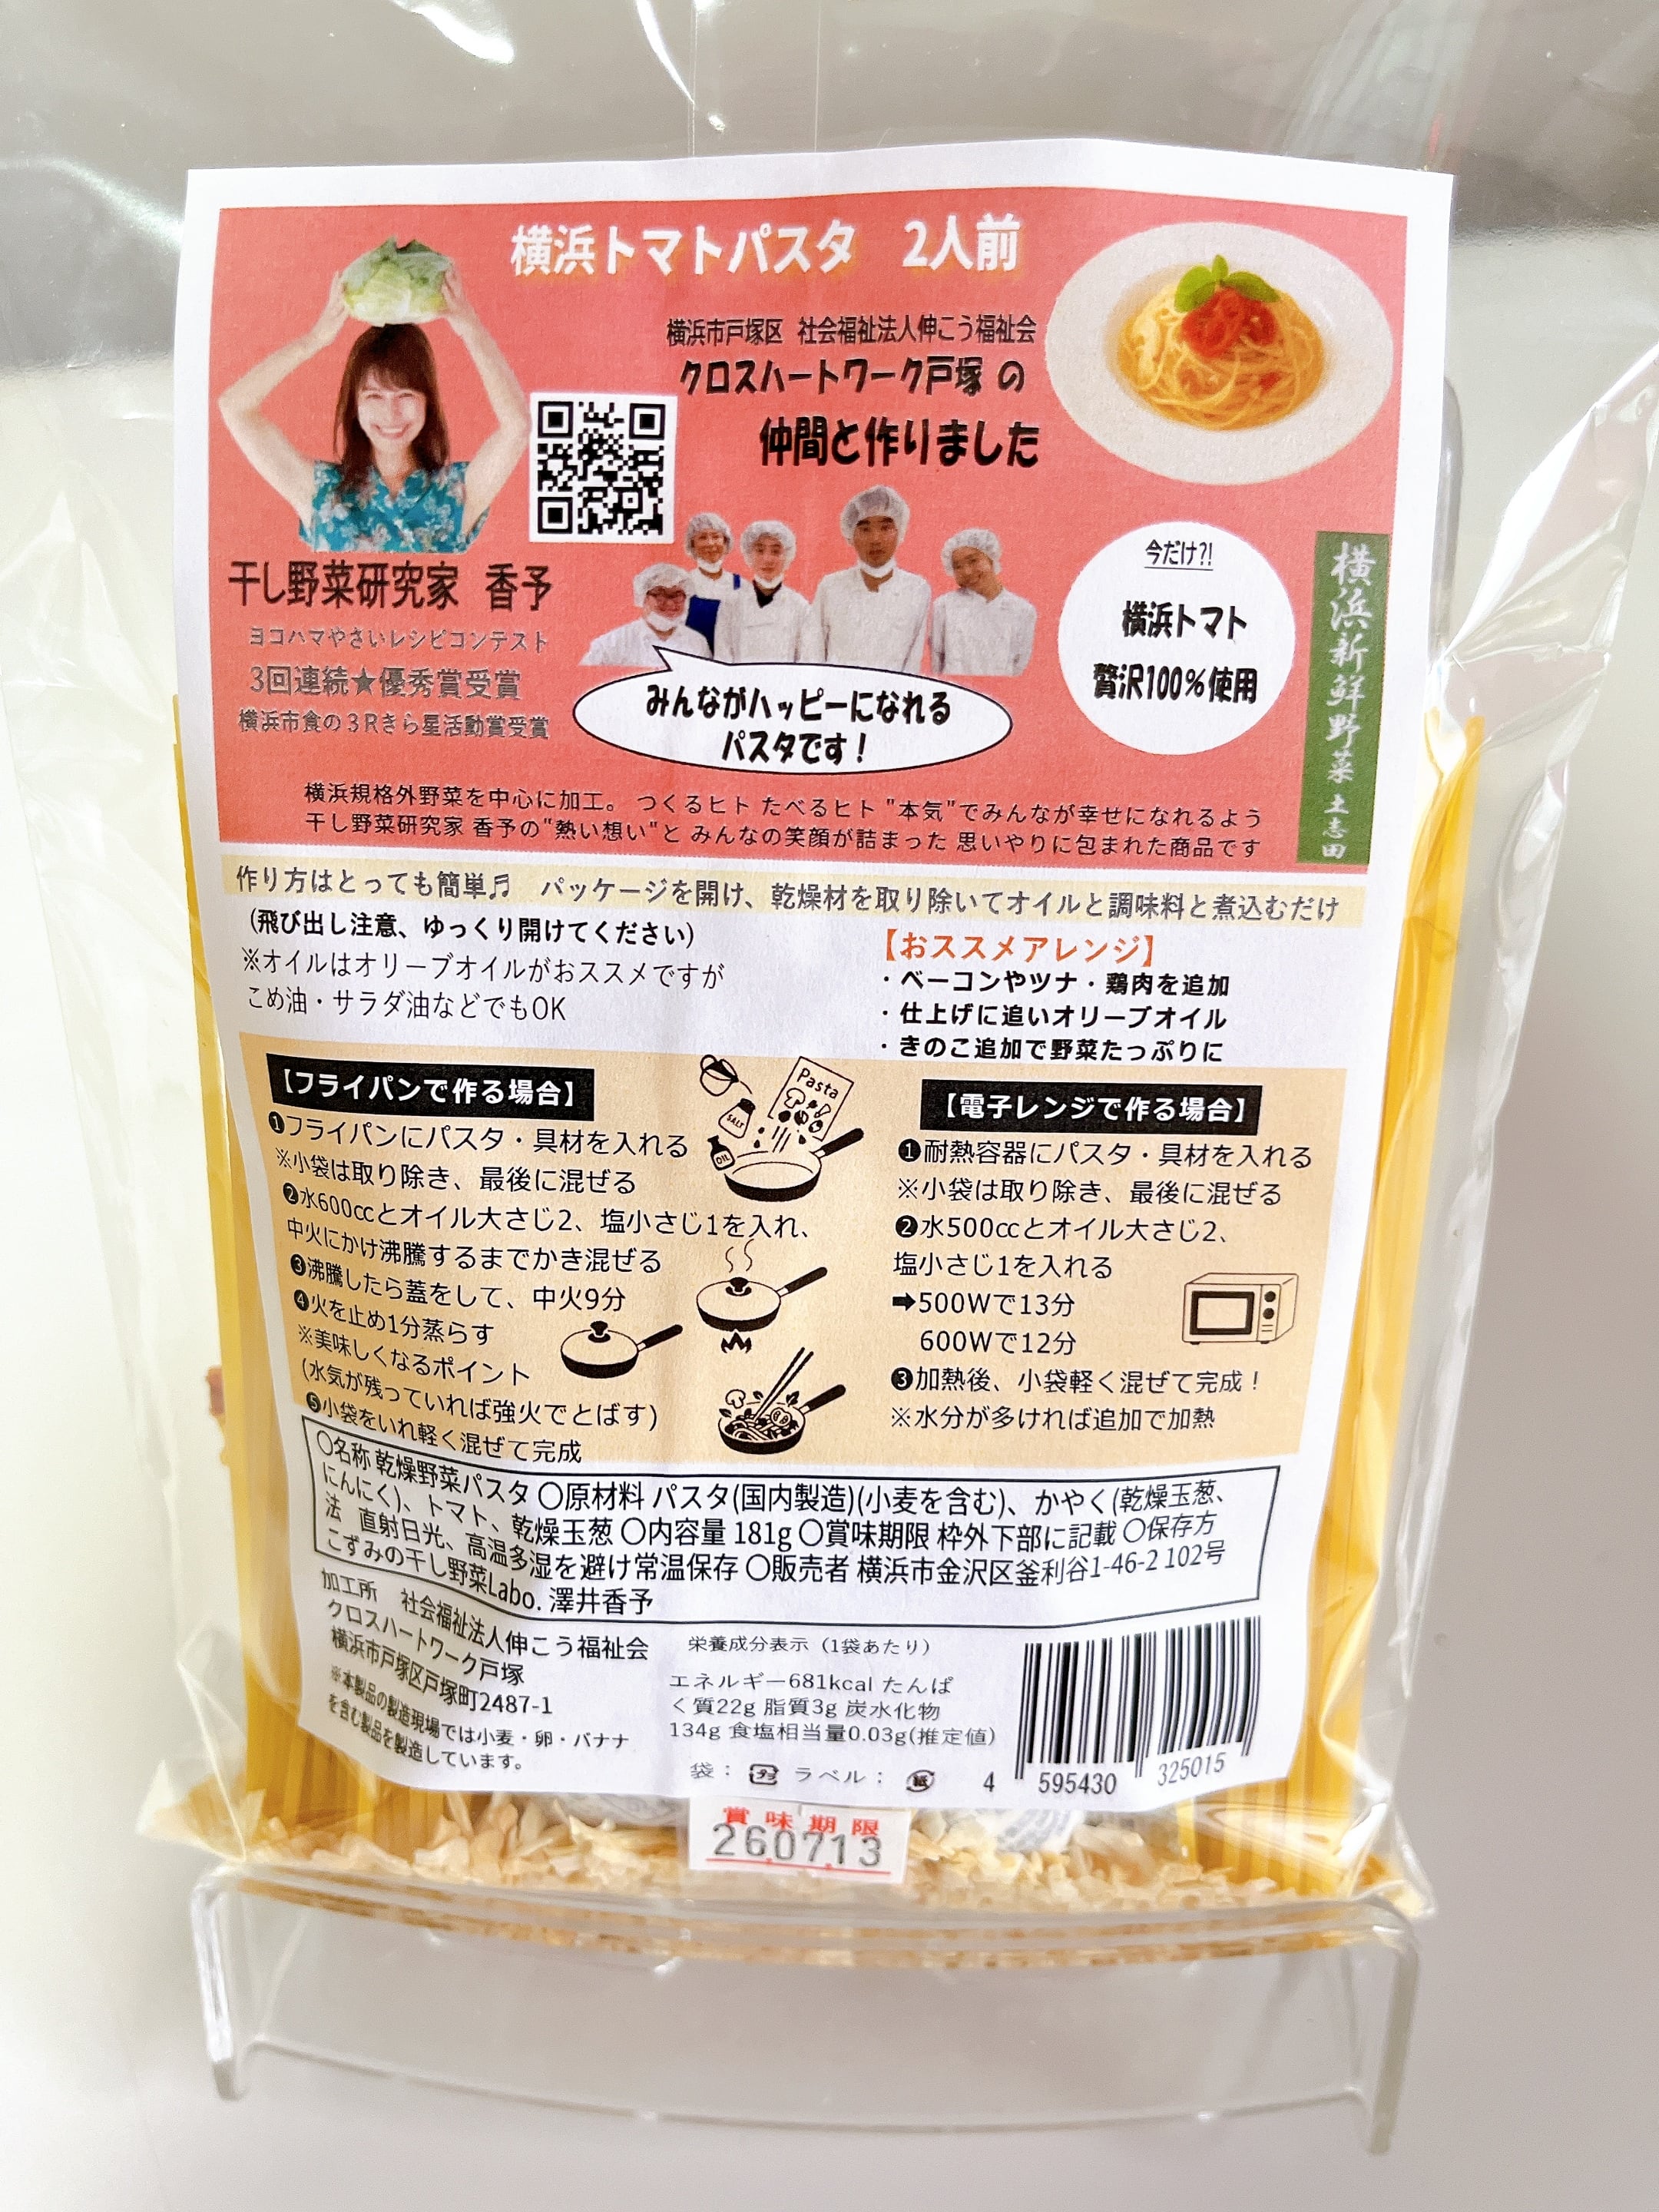 横浜トマトパスタ 2人前
横浜市戸塚区 社会福祉法人伸こう福祉会
クロスハートワーク戸塚 の
仲間と作りました
干し野菜研究家 香予
ヨコハマやさいレシピコンテスト
3回連続★優秀賞受賞
横浜市食の3Rきら星活動賞受賞
みんながハッピーになれる
パスタです！
今だけ?!
横浜トマト
贅沢100%使用
横浜新鮮野菜 土志田
横浜規格外野菜を中心に加工。 つくるヒト たべるヒト "本気"でみんなが幸せになれるよう
干し野菜研究家 香予の"熱い想い"と みんなの笑顔が詰まった 思いやりに包まれた商品です
作り方はとっても簡単♬ パッケージを開け、乾燥材を取り除いてオイルと調味料と煮込むだけ
(飛び出し注意、ゆっくり開けてください)
※オイルはオリーブオイルがおススメですが
こめ油・サラダ油などでもOK
【おススメアレンジ】
・ベーコンやツナ・鶏肉を追加
・仕上げに追いオリーブオイル
・きのこ追加で野菜たっぷりに
【フライパンで作る場合】
❶フライパンにパスタ・具材を入れる
※小袋は取り除き、最後に混ぜる
❷水600ccとオイル大さじ2、塩小さじ1を入れ、
中火にかけ沸騰するまでかき混ぜる
❸沸騰したら蓋をして、中火9分
❹火を止め1分蒸らす
※美味しくなるポイント
(水気が残っていれば強火でとばす)
❺小袋をいれ軽く混ぜて完成
Pasta
SALT
OIL
【電子レンジで作る場合】
❶耐熱容器にパスタ・具材を入れる
※小袋は取り除き、最後に混ぜる
❷水500ccとオイル大さじ2、
塩小さじ1を入れる
➡500Wで13分
600Wで12分
❸加熱後、小袋軽く混ぜて完成！
※水分が多ければ追加で加熱
〇名称 乾燥野菜パスタ 〇原材料 パスタ(国内製造)(小麦を含む)、かやく(乾燥玉葱、
にんにく)、トマト、乾燥玉葱 〇内容量 181g 〇賞味期限 枠外下部に記載 〇保存方
法 直射日光、高温多湿を避け常温保存 〇販売者 横浜市金沢区釜利谷1-46-2 102号
こずみの干し野菜Labo. 澤井香予
加工所 社会福祉法人伸こう福祉会
クロスハートワーク戸塚
横浜市戸塚区戸塚町2487-1
※本製品の製造現場では小麦・卵・バナナ
を含む製品を製造しています。
栄養成分表示（1袋あたり）
エネルギー681kcal たんぱ
く質22g 脂質3g 炭水化物
134g 食塩相当量0.03g(推定値)
袋： プラ ラベル： 紙
4 595430 325015
賞味期限
260713